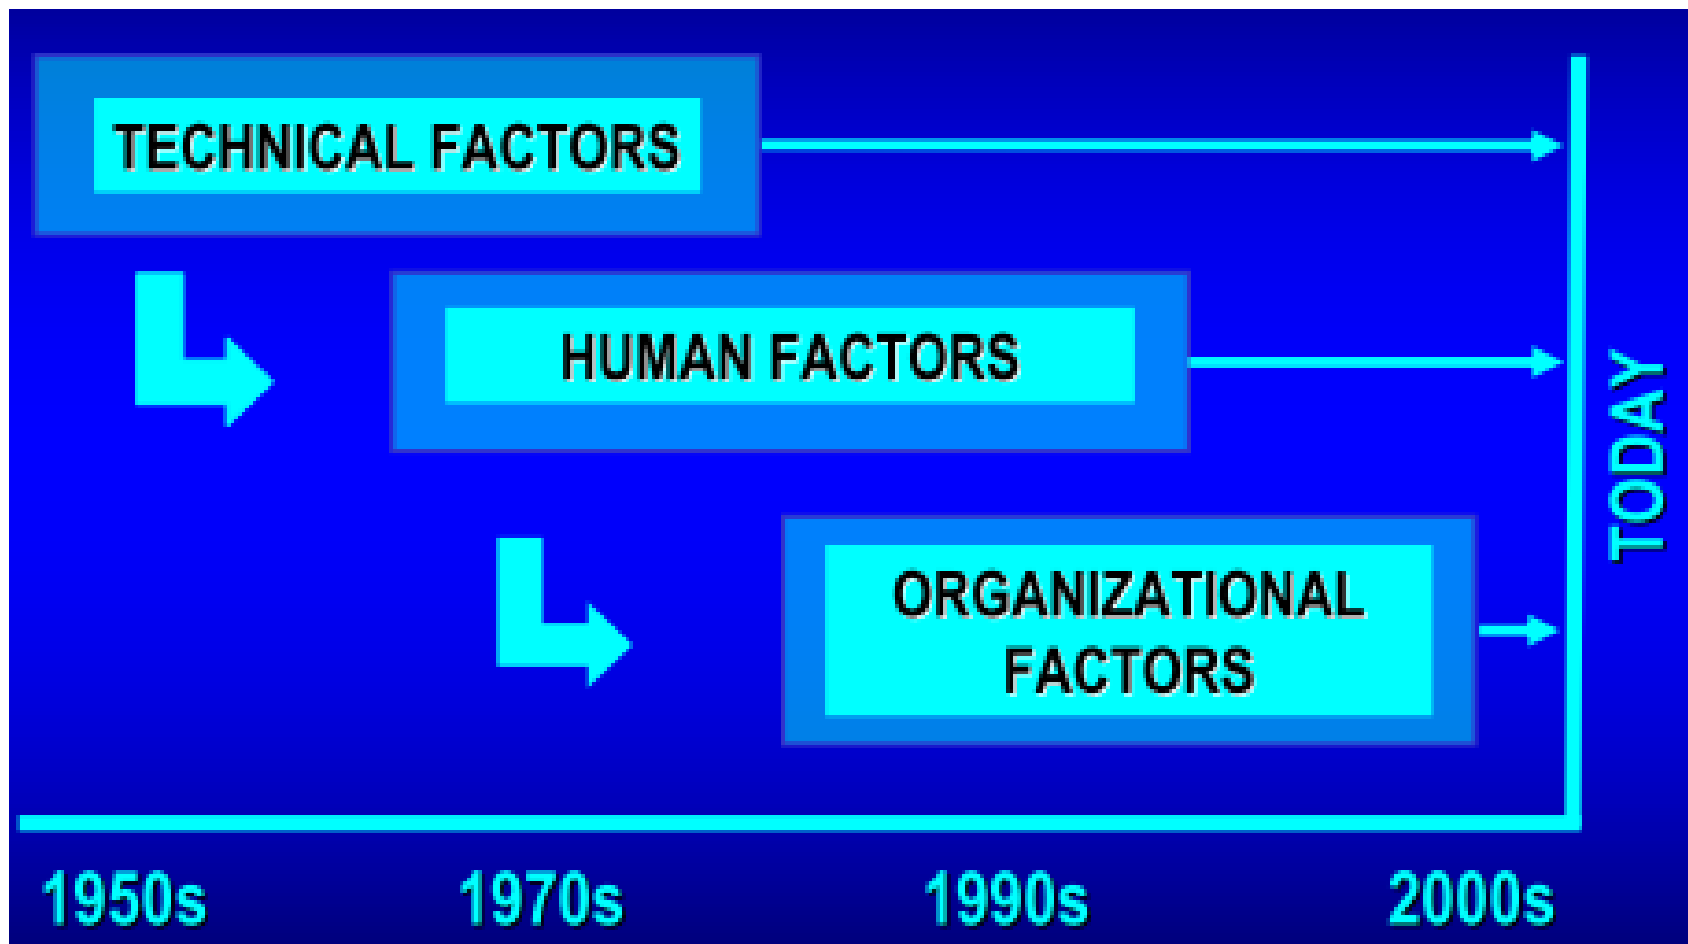 TECHNICAL FACTORS
HUMAN FACTORS
ORGANIZATIONAL
FACTORS
TODAY
1950s 1970s 1990s 2000s